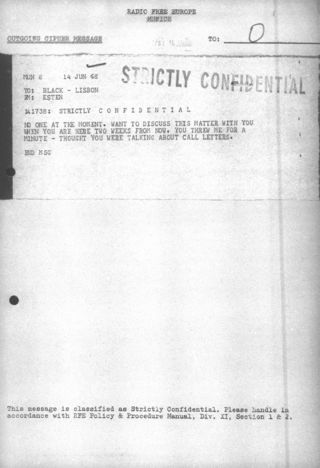 RADIO FREE EUROPE
MUNICH
OUTGOING CIPHER MESSAGE
TO:
O
MUN 8 14 JUN 68
STRICTLY CONFIDENTIAL
TO: BLACK - LISBON
FM: ESTEN
141738: STRICTLY C O N F I D E N T I A L
NO ONE AT THE MOMENT. WANT TO DISCUSS THIS MATTER WITH YOU
WHEN YOU ARE HERE TWO WEEKS FROM NOW. YOU THREW ME FOR A
MINUTE - THOUGHT YOU WERE TALKING ABOUT CALL LETTERS.
END MSG
This message is classified as Strictly Confidential. Please handle in
accordance with RFE Policy & Procedure Manual, Div. XI, Section 1 & 2.